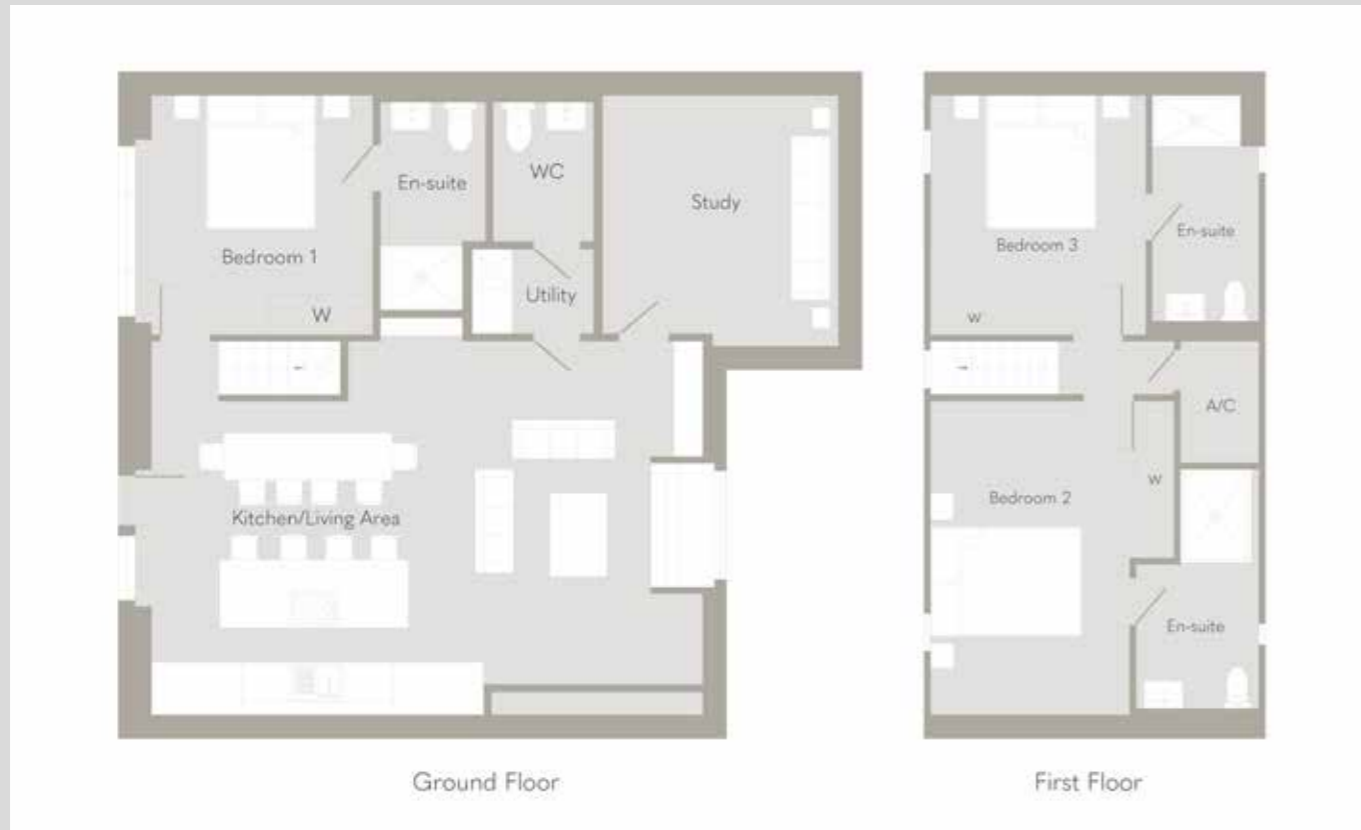 En-suite
WC
Study
Bedroom 1
Utility
W
Kitchen/Living Area
Ground Floor
Bedroom 3
En-suite
w
A/C
Bedroom 2
w
En-suite
First Floor